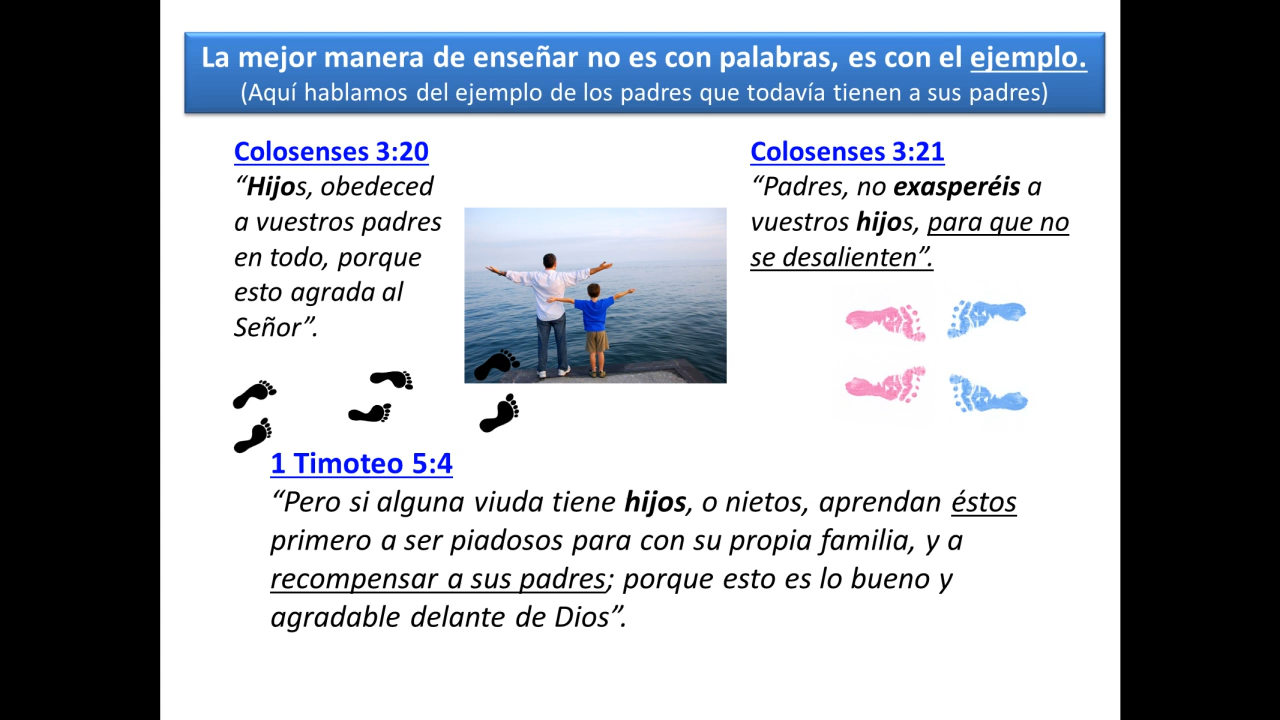 La mejor manera de enseñar no es con palabras, es con el ejemplo.
(Aquí hablamos del ejemplo de los padres que todavía tienen a sus padres)
Colosenses 3:20
“Hijos, obedeced
a vuestros padres
en todo, porque
esto agrada al
Señor”.
Colosenses 3:21
“Padres, no exasperéis a
vuestros hijos, para que no
se desalienten”.
1 Timoteo 5:4
“Pero si alguna viuda tiene hijos, o nietos, aprendan éstos
primero a ser piadosos para con su propia familia, y a
recompensar a sus padres; porque esto es lo bueno y
agradable delante de Dios”.